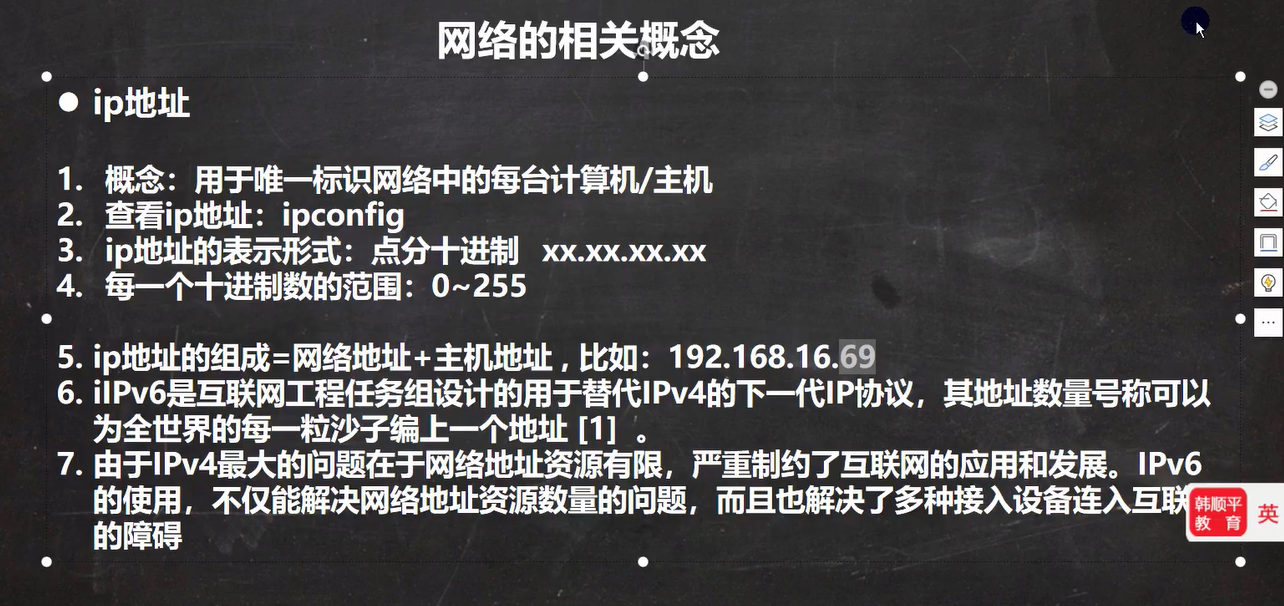 网络的相关概念
● ip地址
1. 概念：用于唯一标识网络中的每台计算机/主机
2. 查看ip地址：ipconfig
3. ip地址的表示形式：点分十进制 xx.xx.xx.xx
4. 每一个十进制数的范围：0~255
5. ip地址的组成=网络地址+主机地址 , 比如：192.168.16.69
6. iIPv6是互联网工程任务组设计的用于替代IPv4的下一代IP协议，其地址数量号称可以
为全世界的每一粒沙子编上一个地址 [1] 。
7. 由于IPv4最大的问题在于网络地址资源有限，严重制约了互联网的应用和发展。IPv6
的使用，不仅能解决网络地址资源数量的问题，而且也解决了多种接入设备连入互联
的障碍
韩顺平
教 育
英